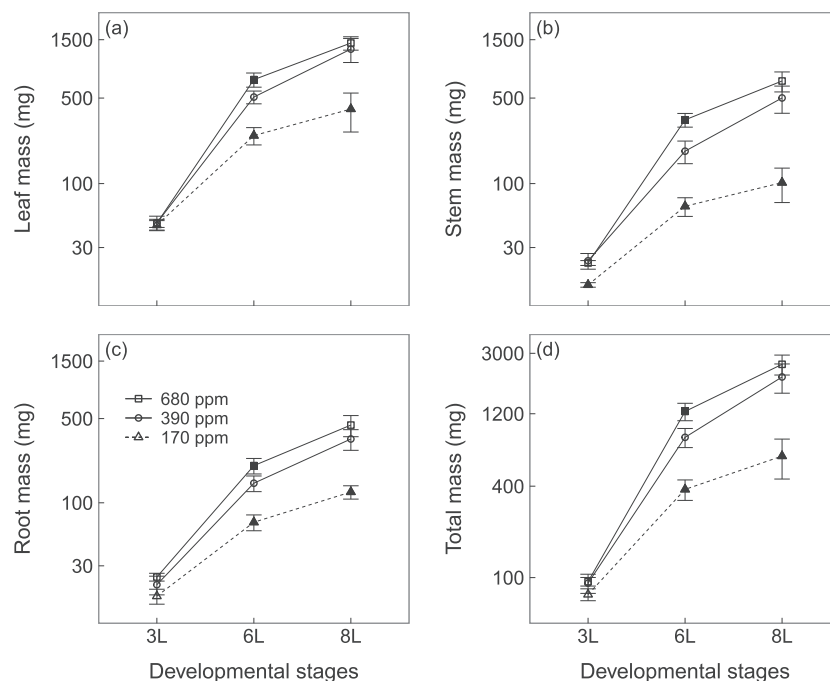 (a)
Leaf mass (mg)
1500
500
100
30
(b)
Stem mass (mg)
1500
500
100
30
(c)
Root mass (mg)
1500
500
100
30
680 ppm
390 ppm
170 ppm
3L 6L 8L
Developmental stages
(d)
Total mass (mg)
3000
1200
400
100
3L 6L 8L
Developmental stages